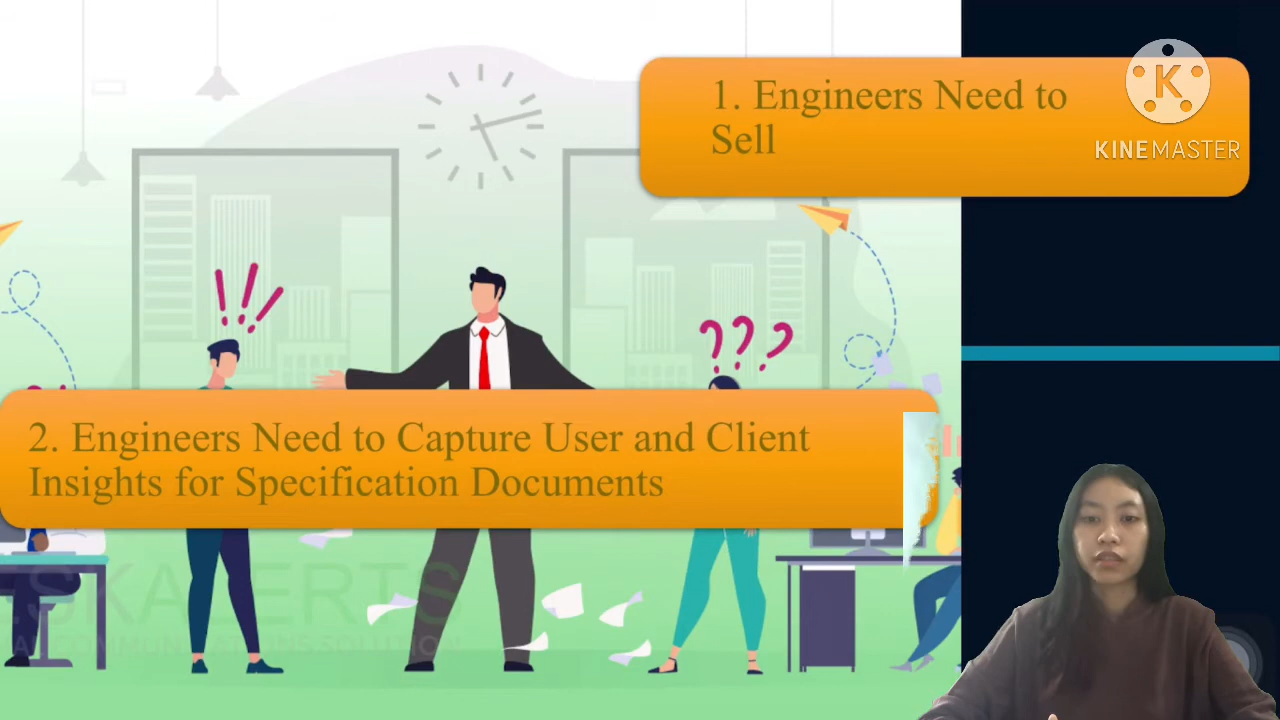 1. Engineers Need to
Sell
KINEMASTER
2. Engineers Need to Capture User and Client
Insights for Specification Documents